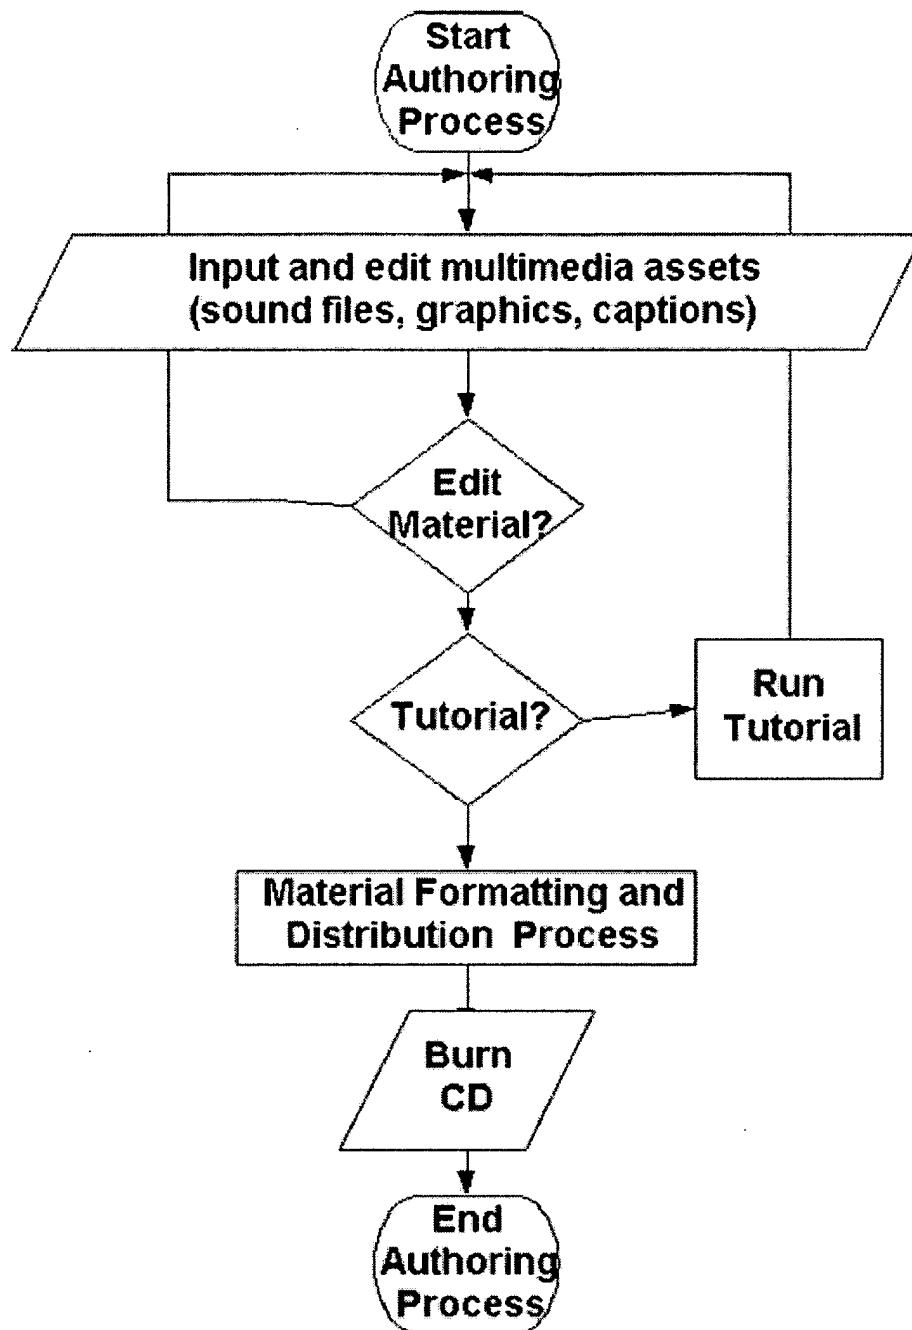 Start
Authoring
Process
Input and edit multimedia assets
(sound files, graphics, captions)
Edit
Material?
Tutorial?
Run
Tutorial
Material Formatting and
Distribution Process
Burn
CD
End
Authoring
Process